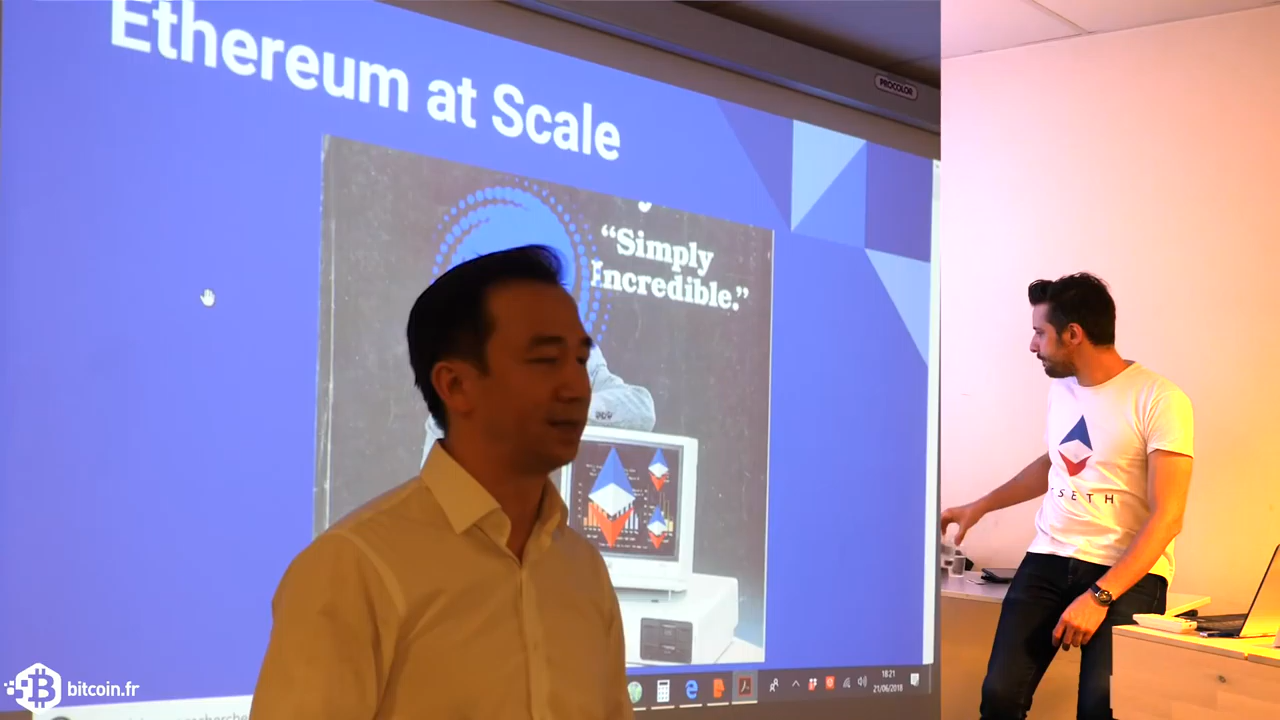 Ethereum at Scale
PROCOLOR
"Simply
Incredible."
SETH
18:21
21/06/2018
bitcoin.fr